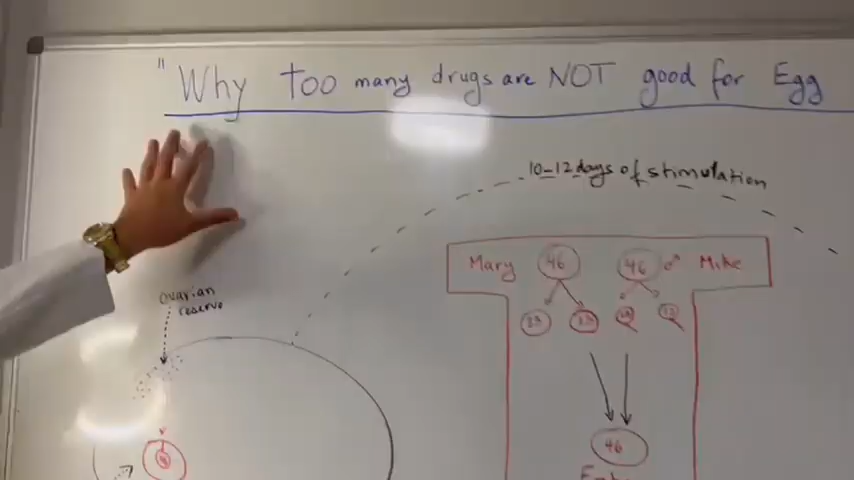 "Why too many drugs are NOT good for Egg
10-12 days of stimulation
Mary 46 46 ♂ Mike
ovarian
reserve
23 23
46